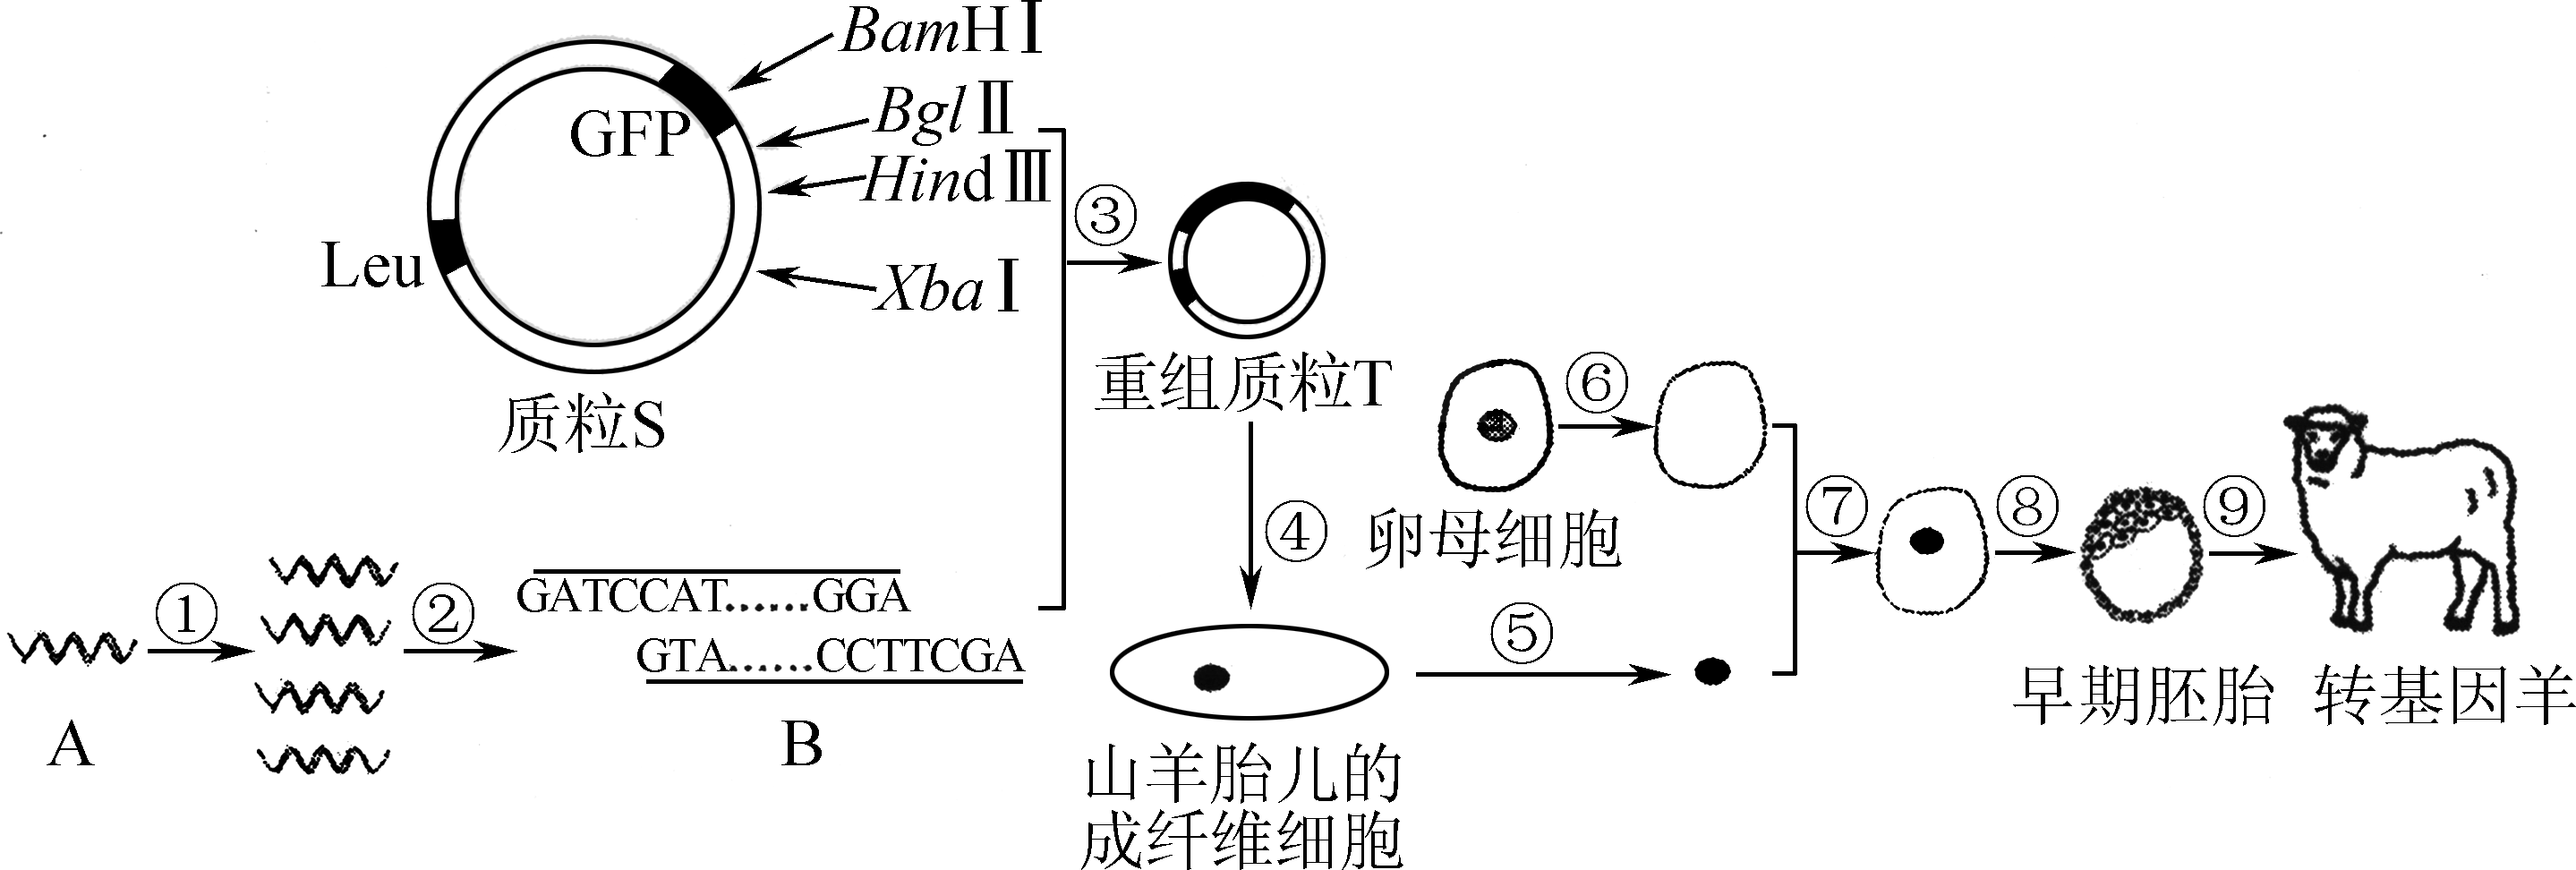 BamHⅠ
BglⅡ
GFP
HindⅢ
Leu
XbaⅠ
质粒S
③
重组质粒T
④
⑥
卵母细胞
⑦
⑧
⑨
①
②
GATCCAT……GGA
GTA……CCTTCGA
⑤
A
B
山羊胎儿的
成纤维细胞
早期胚胎
转基因羊